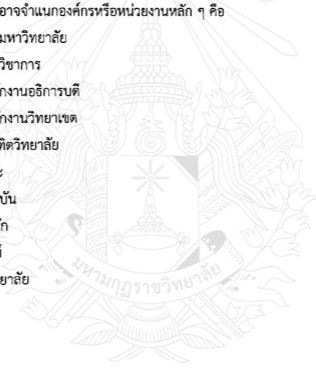 อาจจำแนกองค์กรหรือหน่วยงานหลัก ๆ คือ
มหาวิทยาลัย
วิชาการ
กงานอธิการบดี
กงานวิทยาเขต
ฑิตวิทยาลัย
ะ
บัน
ัก
์
ยาลัย
มหามกุฏราชวิทยาลัย